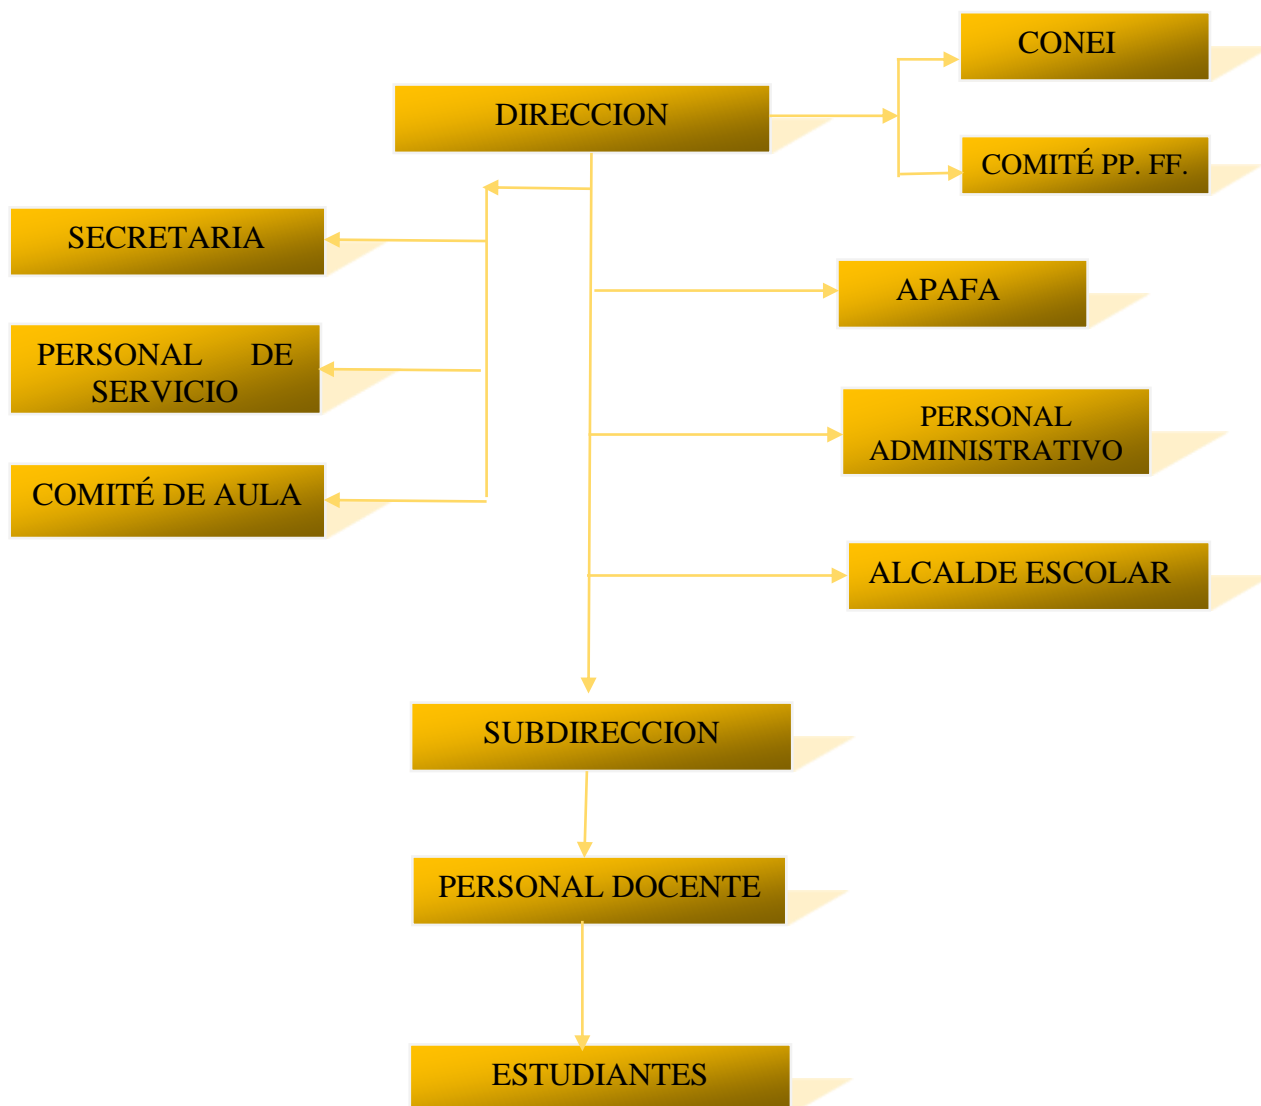 CONEI
DIRECCION
COMITÉ PP. FF.
SECRETARIA
APAFA
PERSONAL DE
SERVICIO
PERSONAL
ADMINISTRATIVO
COMITÉ DE AULA
ALCALDE ESCOLAR
SUBDIRECCION
PERSONAL DOCENTE
ESTUDIANTES